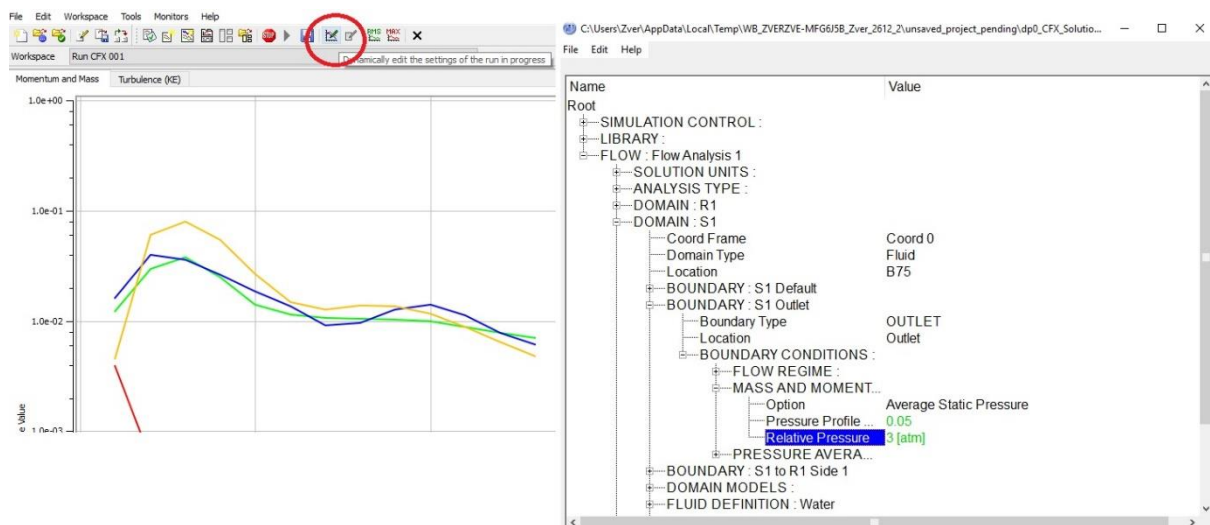 File Edit Workspace Tools Monitors Help
Workspace Run CFX 001
Dynamically edit the settings of the run in progress
Momentum and Mass Turbulence (KE)
1.0e+00
1.0e-01
1.0e-02
1.0e-03
e Value
C:\Users\Zver\AppData\Local\Temp\WB_ZVERZVE-MFG6J5B_Zver_2612_2\unsaved_project_pending\dp0_CFX_Solutio...
File Edit Help
Name Value
Root
SIMULATION CONTROL :
LIBRARY :
FLOW : Flow Analysis 1
SOLUTION UNITS :
ANALYSIS TYPE :
DOMAIN : R1
DOMAIN : S1
Coord Frame Coord 0
Domain Type Fluid
Location B75
BOUNDARY : S1 Default
BOUNDARY : S1 Outlet
Boundary Type OUTLET
Location Outlet
BOUNDARY CONDITIONS :
FLOW REGIME :
MASS AND MOMENT...
Option Average Static Pressure
Pressure Profile ... 0.05
Relative Pressure 3 [atm]
PRESSURE AVERA...
BOUNDARY : S1 to R1 Side 1
DOMAIN MODELS :
FLUID DEFINITION : Water